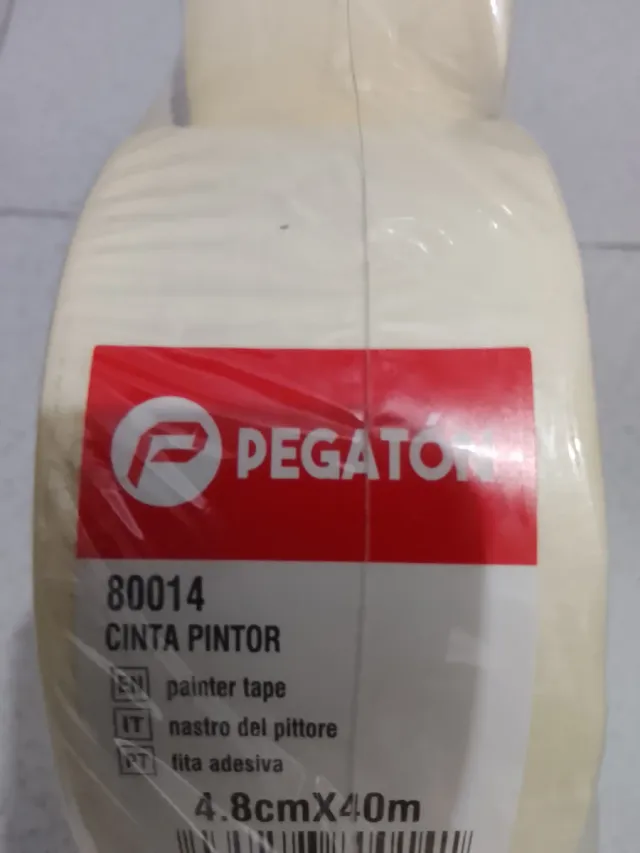 PEGATÓN
80014
CINTA PINTOR
EN painter tape
IT nastro del pittore
PT fita adesiva
4.8cmX40m